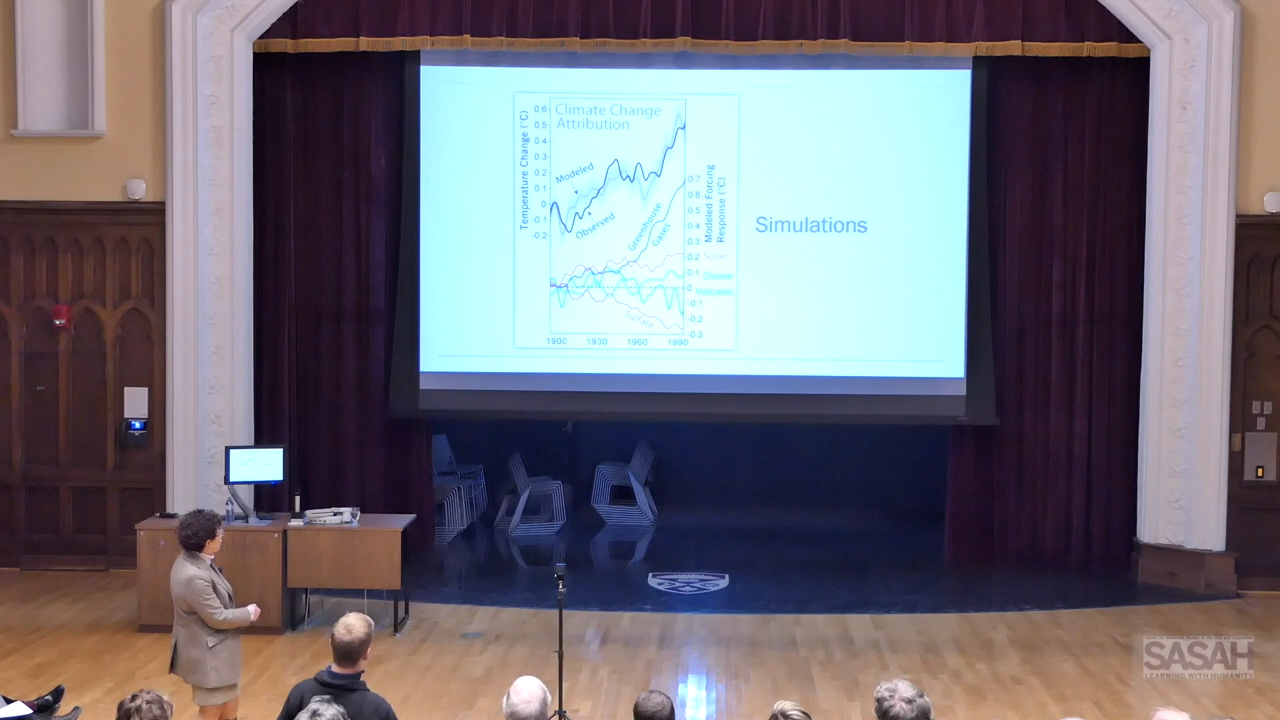 Climate Change
Attribution
Temperature Change (°C)
0.6
0.5
0.4
0.3
0.2
0.1
0
-0.1
-0.2
Modeled
Observed
Greenhouse
Gases
Solar
Ozone
Volcanic
Sulfate
0.7
0.6
0.5
0.4
0.3
0.2
0.1
0
-0.1
-0.2
-0.3
Modeled Forcing
Response (°C)
1900 1930 1960 1990
Simulations
SASAH
LEARNING WITH HUMANITY